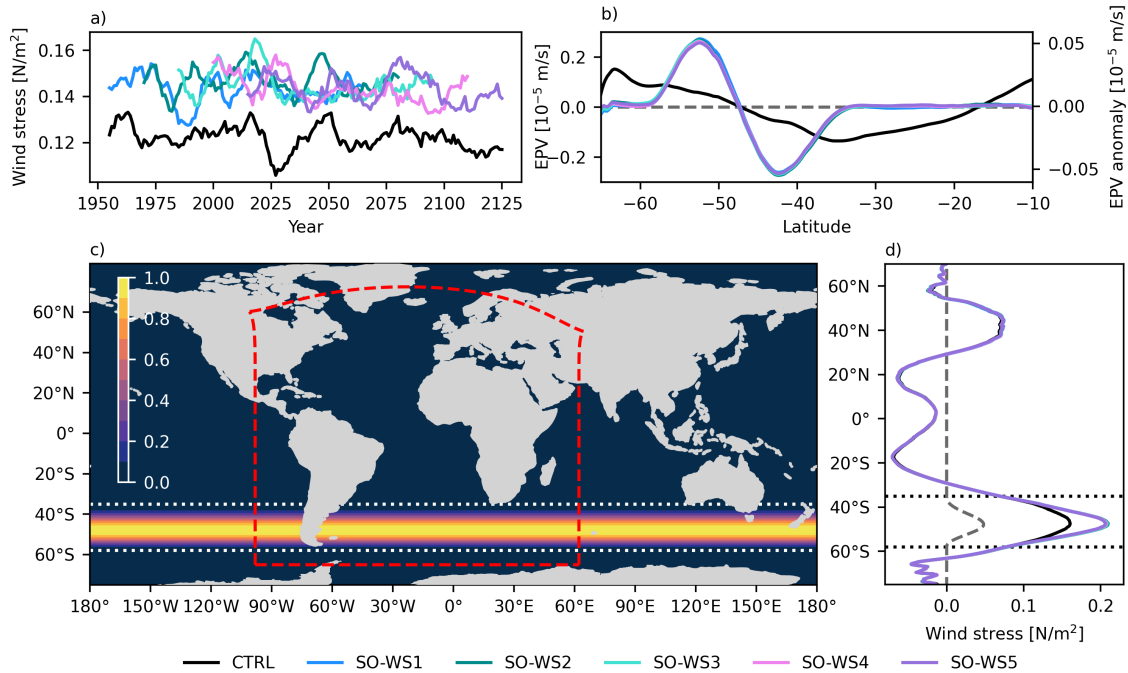 a)
Wind stress [N/m²]
0.16
0.14
0.12
1950 1975 2000 2025 2050 2075 2100 2125
Year
b)
EPV [10⁻⁵ m/s]
0.2
0.0
−0.2
0.05
0.00
−0.05
EPV anomaly [10⁻⁵ m/s]
−60 −50 −40 −30 −20 −10
Latitude
c)
1.0
0.8
0.6
0.4
0.2
0.0
60°N
40°N
20°N
0°
20°S
40°S
60°S
180° 150°W 120°W 90°W 60°W 30°W 0° 30°E 60°E 90°E 120°E 150°E 180°
d)
60°N
40°N
20°N
0°
20°S
40°S
60°S
0.0 0.1 0.2
Wind stress [N/m²]
CTRL SO-WS1 SO-WS2 SO-WS3 SO-WS4 SO-WS5